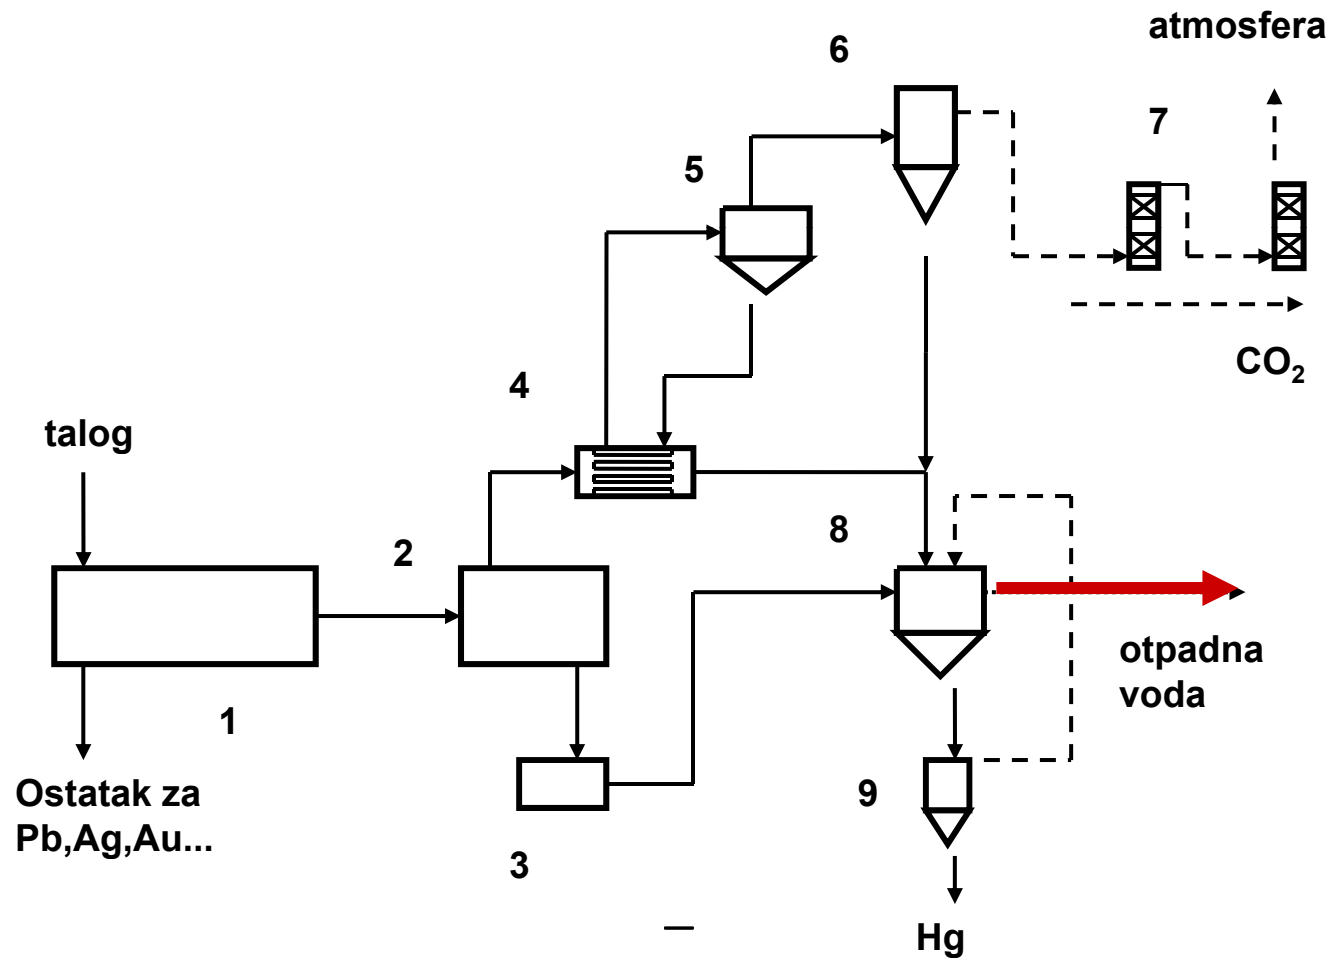 atmosfera
6
7
5
CO2
4
talog
8
2
otpadna
voda
1
Ostatak za
Pb,Ag,Au...
9
3
Hg